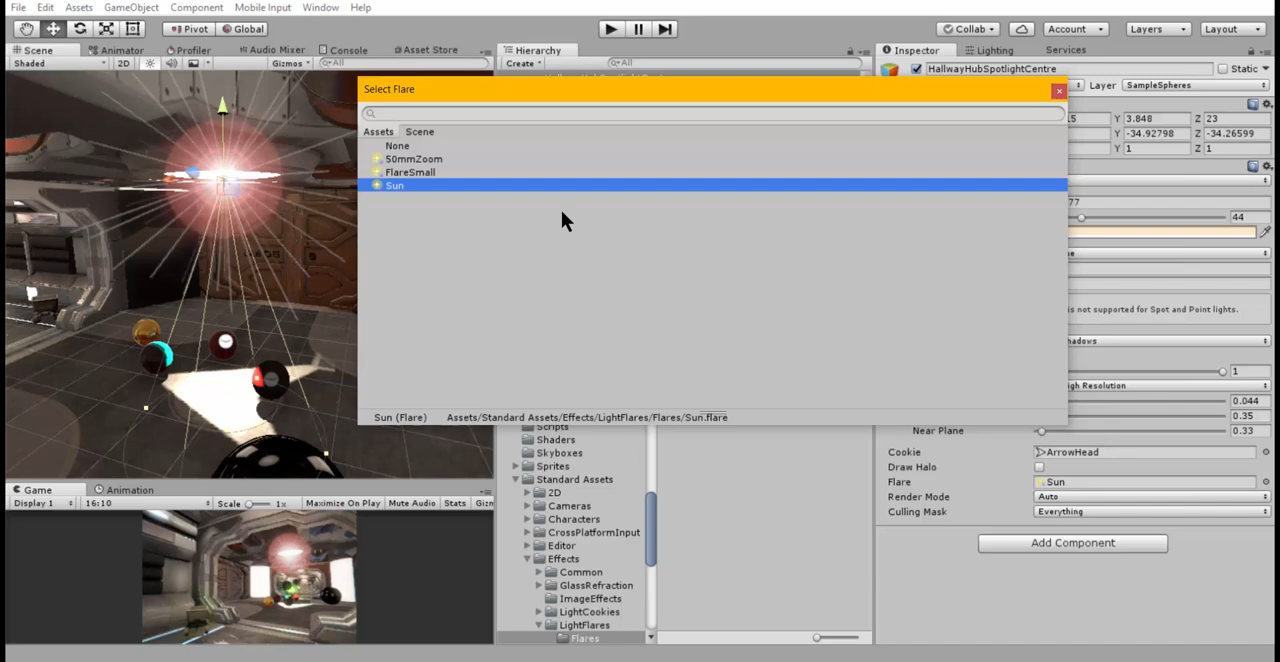 File Edit Assets GameObject Component Mobile Input Window Help
Pivot Global Collab Account Layers Layout
Scene Animator Profiler Audio Mixer Console Asset Store Hierarchy Inspector Lighting Services
Shaded 2D Gizmos All Create All HallwayHubSpotlightCentre Static
Select Flare
Layer SampleSpheres
Assets Scene
None
50mmZoom
FlareSmall
Sun
Y 3.848 Z 23
Y -34.92798 Z -34.26599
Y 1 Z 1
77
44
is not supported for Spot and Point lights.
hadows
1
igh Resolution
0.044
0.35
Sun (Flare) Assets/Standard Assets/Effects/LightFlares/Flares/Sun.flare
Near Plane 0.33
Scripts
Shaders
Skyboxes
Sprites
Standard Assets
2D
Cameras
Characters
CrossPlatformInput
Editor
Effects
Common
GlassRefraction
ImageEffects
LightCookies
LightFlares
Flares
Cookie ArrowHead
Draw Halo
Flare Sun
Render Mode Auto
Culling Mask Everything
Add Component
Game Animation
Display 1 16:10 Scale 1x Maximize On Play Mute Audio Stats Gizn